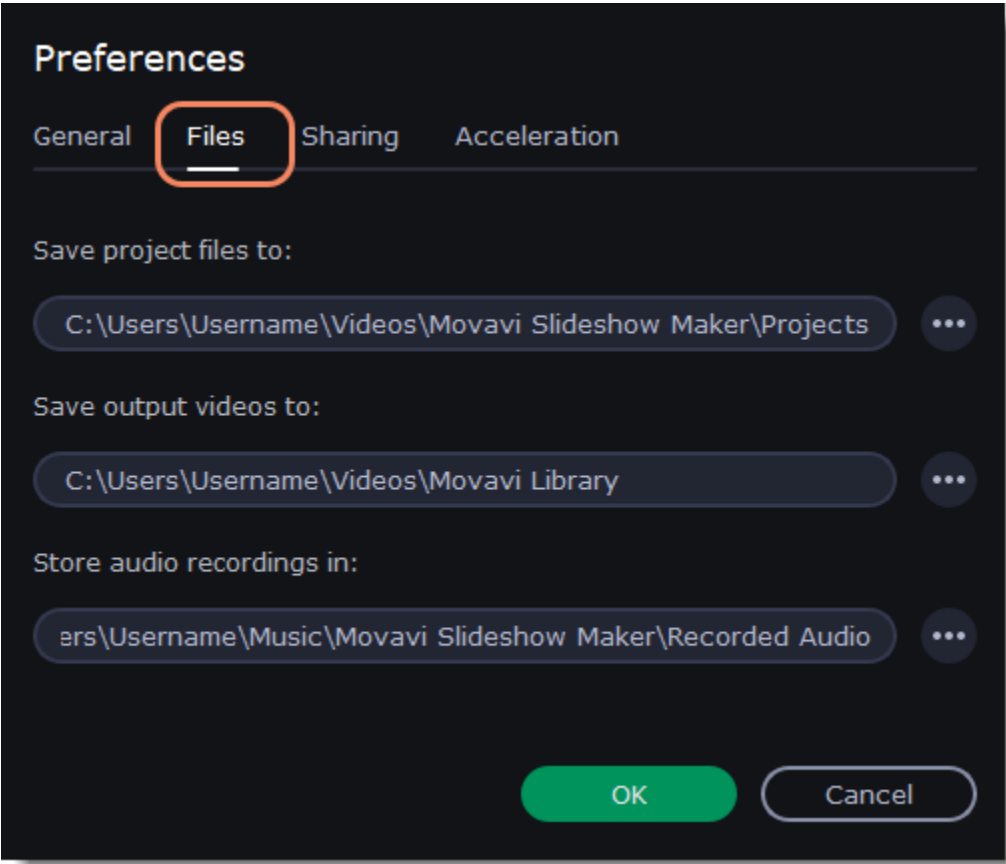 Preferences
General Files Sharing Acceleration
Save project files to:
C:\Users\Username\Videos\Movavi Slideshow Maker\Projects
Save output videos to:
C:\Users\Username\Videos\Movavi Library
Store audio recordings in:
ers\Username\Music\Movavi Slideshow Maker\Recorded Audio
OK Cancel